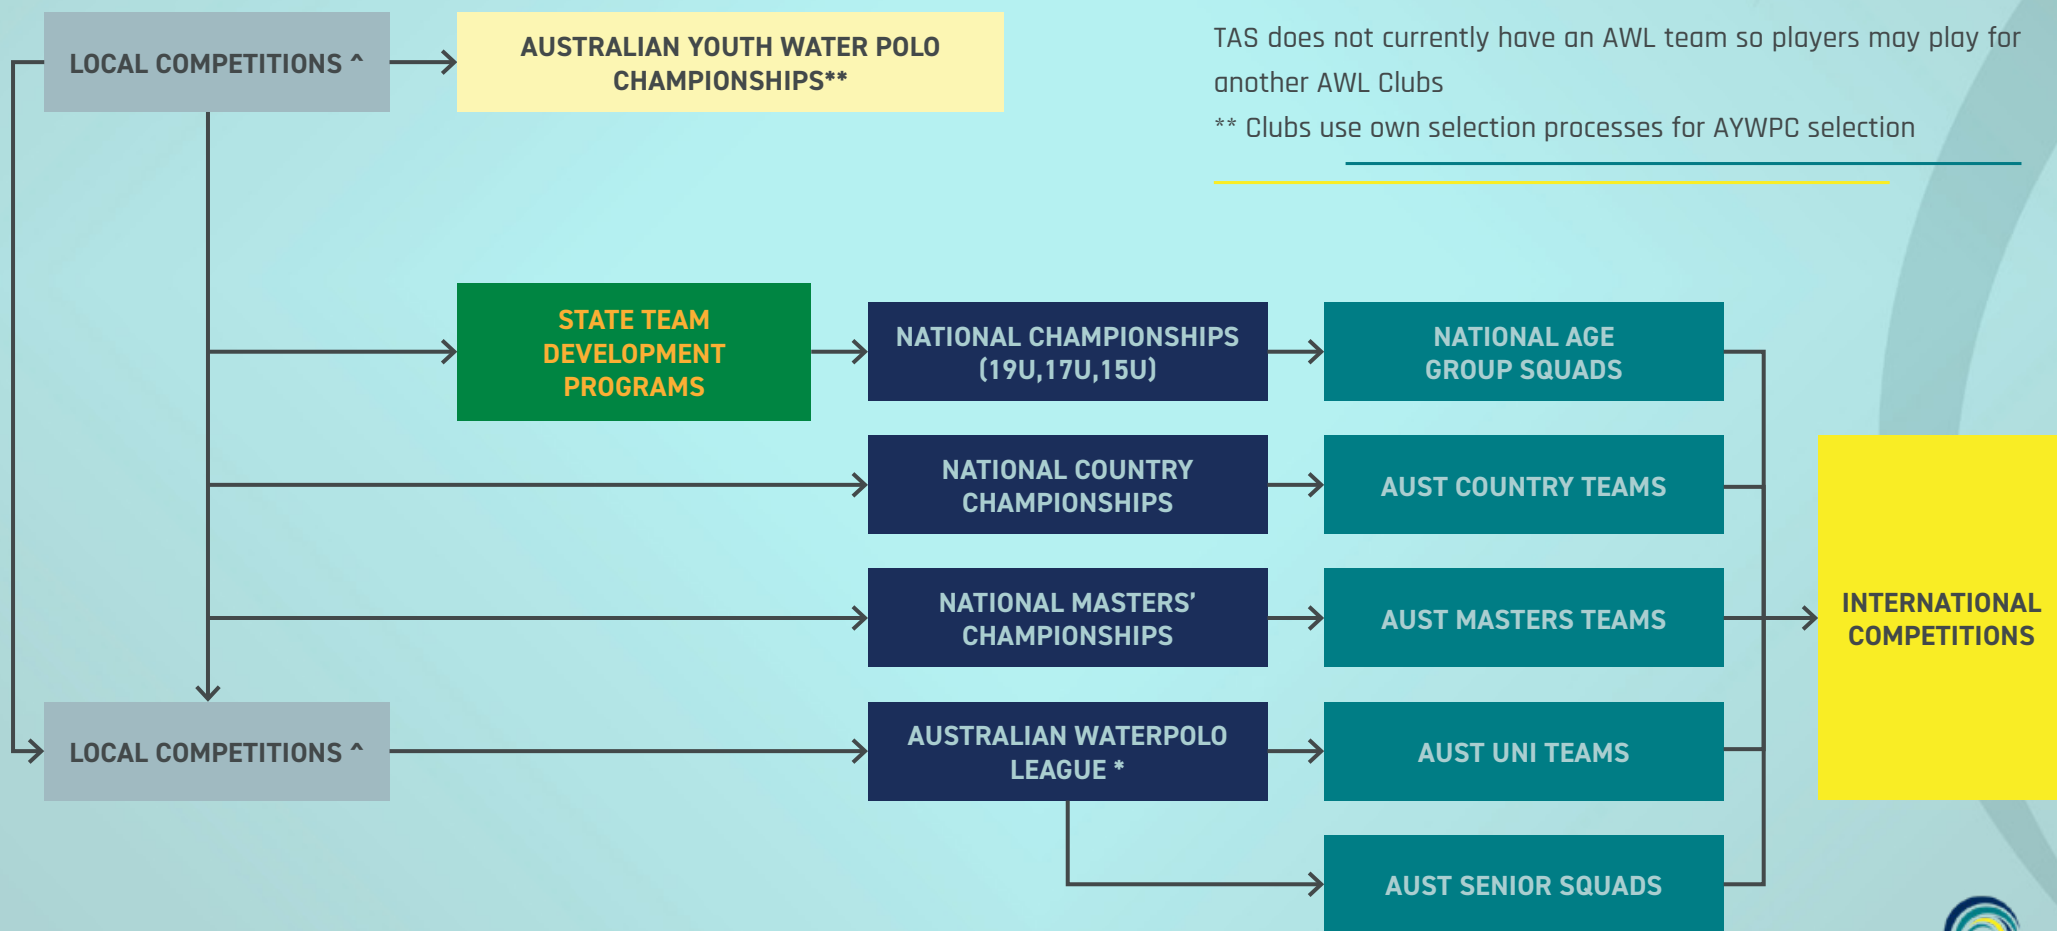 LOCAL COMPETITIONS ^
AUSTRALIAN YOUTH WATER POLO
CHAMPIONSHIPS**
TAS does not currently have an AWL team so players may play for
another AWL Clubs
** Clubs use own selection processes for AYWPC selection
STATE TEAM
DEVELOPMENT
PROGRAMS
NATIONAL CHAMPIONSHIPS
(19U,17U,15U)
NATIONAL AGE
GROUP SQUADS
NATIONAL COUNTRY
CHAMPIONSHIPS
AUST COUNTRY TEAMS
NATIONAL MASTERS’
CHAMPIONSHIPS
AUST MASTERS TEAMS
INTERNATIONAL
COMPETITIONS
LOCAL COMPETITIONS ^
AUSTRALIAN WATERPOLO
LEAGUE *
AUST UNI TEAMS
AUST SENIOR SQUADS